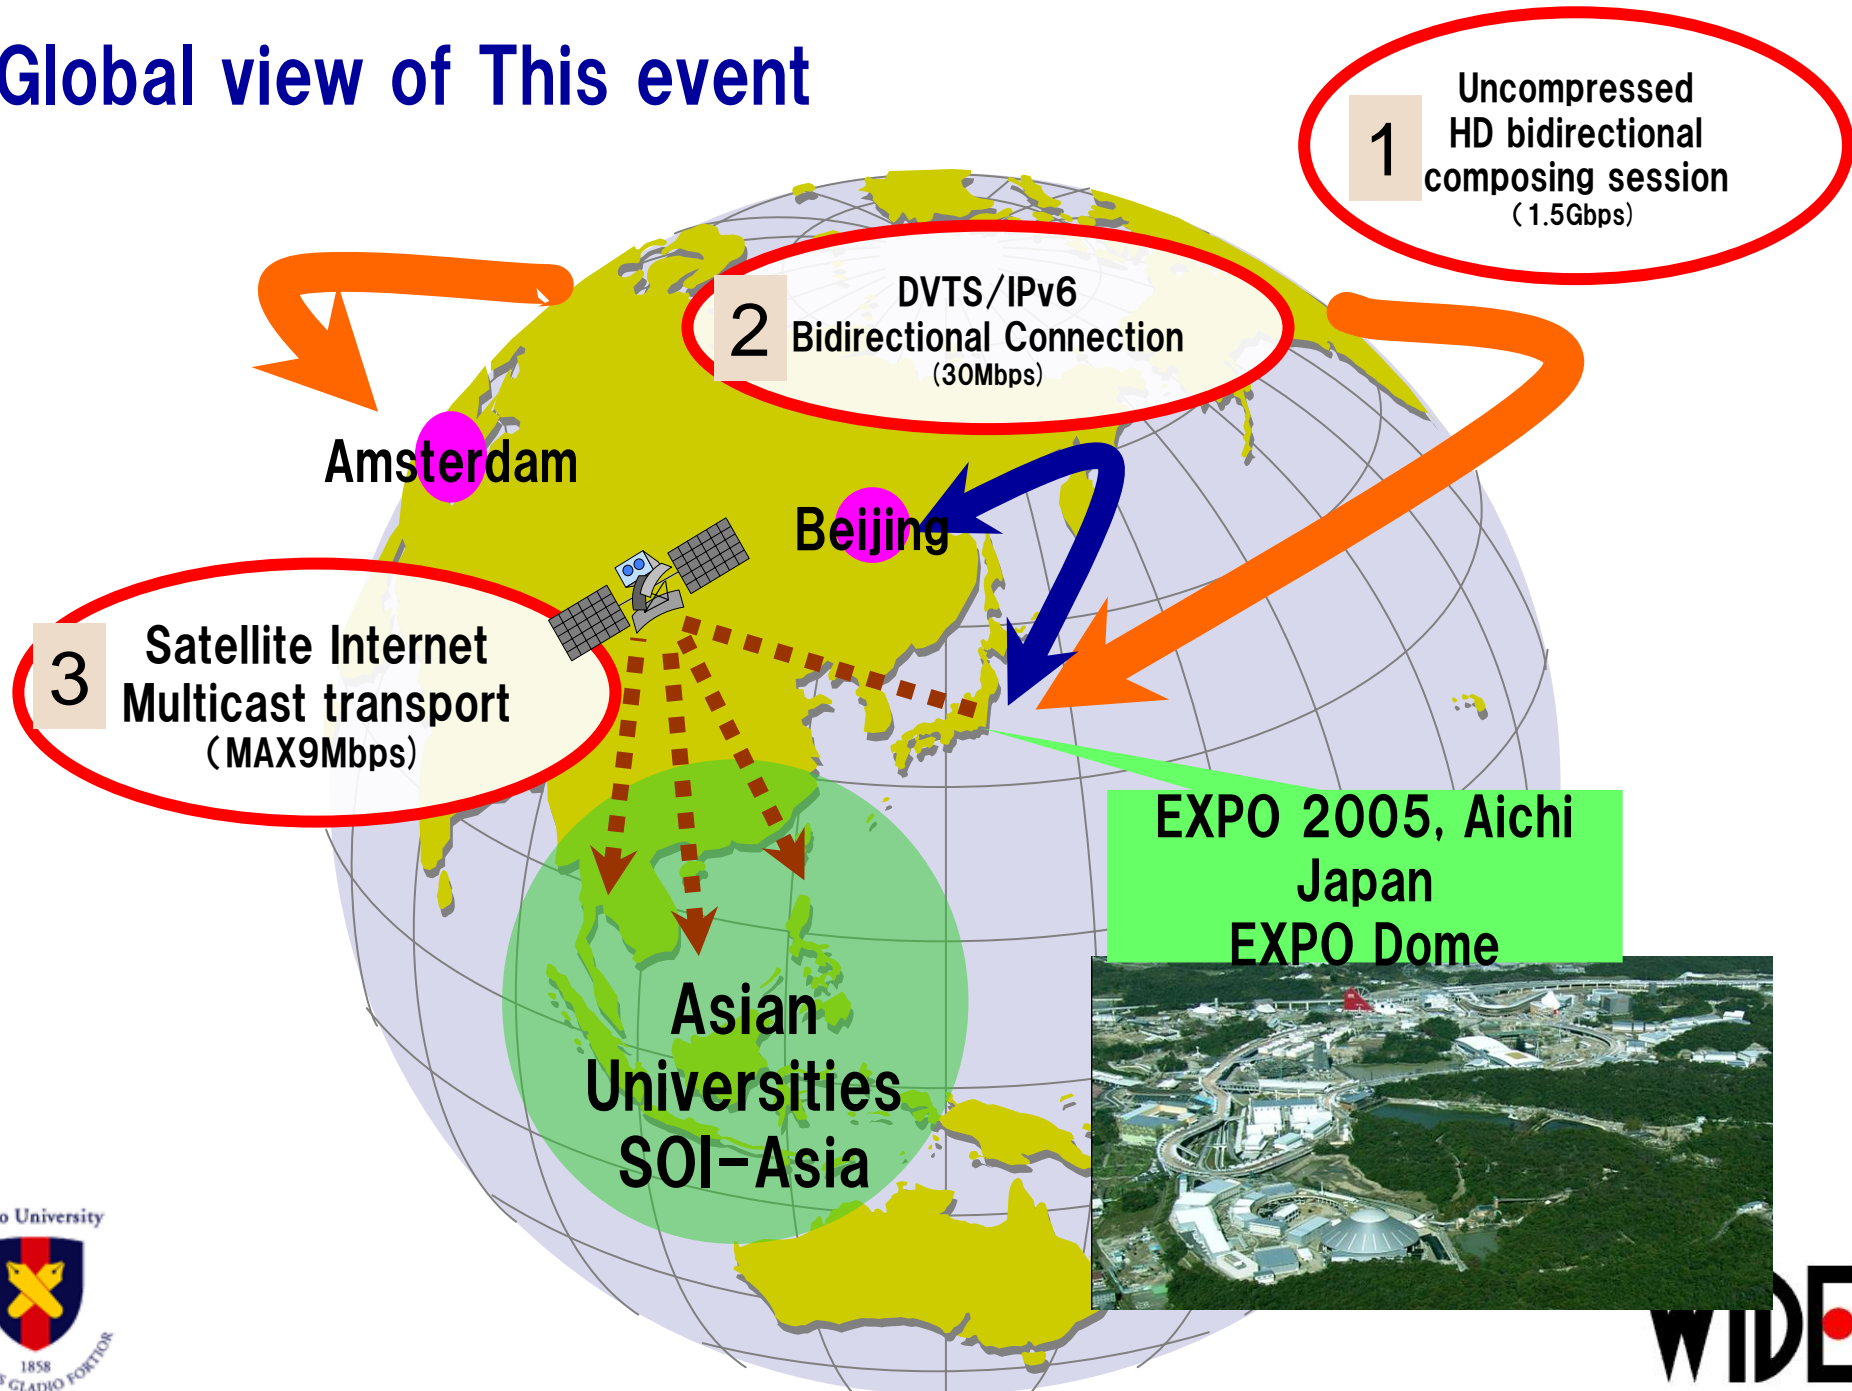 Global view of This event
1
Uncompressed
HD bidirectional
composing session
(1.5Gbps)
2
DVTS/IPv6
Bidirectional Connection
(30Mbps)
Amsterdam
Beijing
3
Satellite Internet
Multicast transport
(MAX9Mbps)
EXPO 2005, Aichi
Japan
EXPO Dome
Asian
Universities
SOI-Asia
o University
1858
GLADIO FORTIOR
WIDE